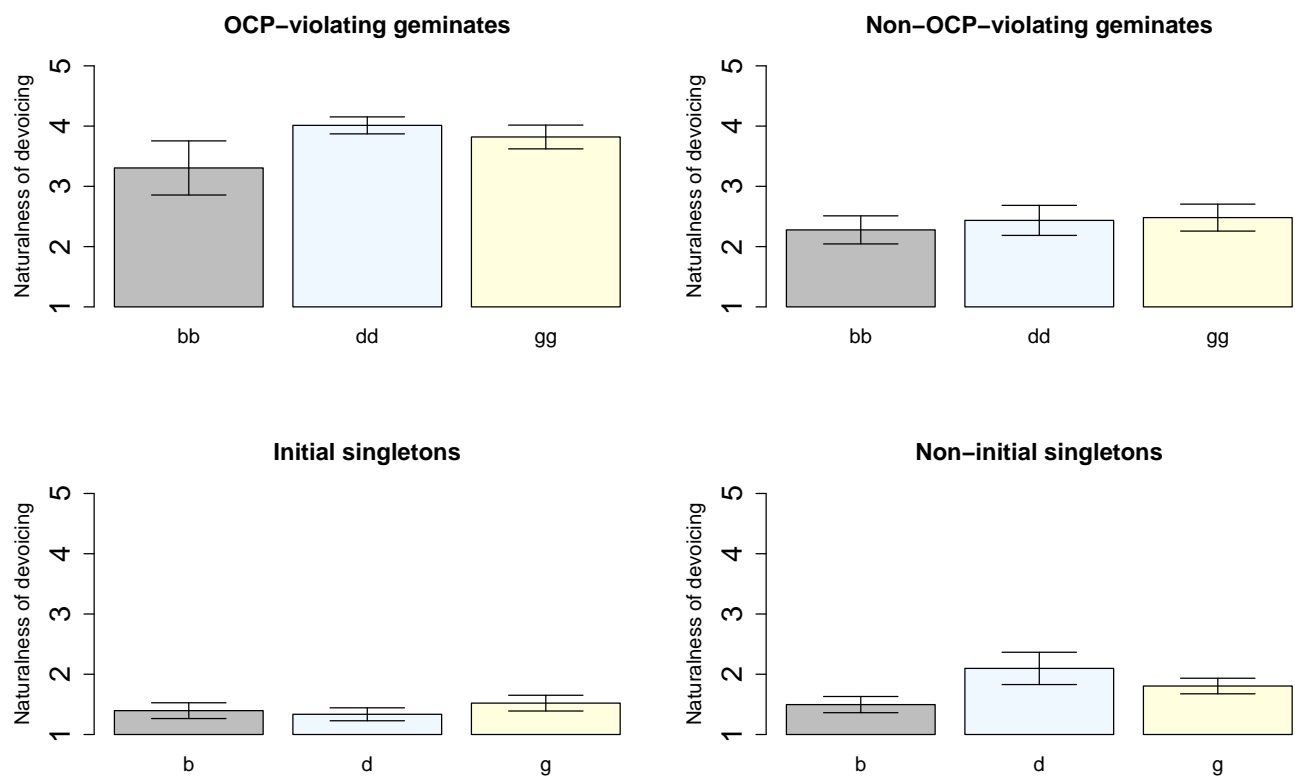 OCP−violating geminates
Naturalness of devoicing
1 2 3 4 5
bb dd gg
Non−OCP−violating geminates
Naturalness of devoicing
1 2 3 4 5
bb dd gg
Initial singletons
Naturalness of devoicing
1 2 3 4 5
b d g
Non−initial singletons
Naturalness of devoicing
1 2 3 4 5
b d g